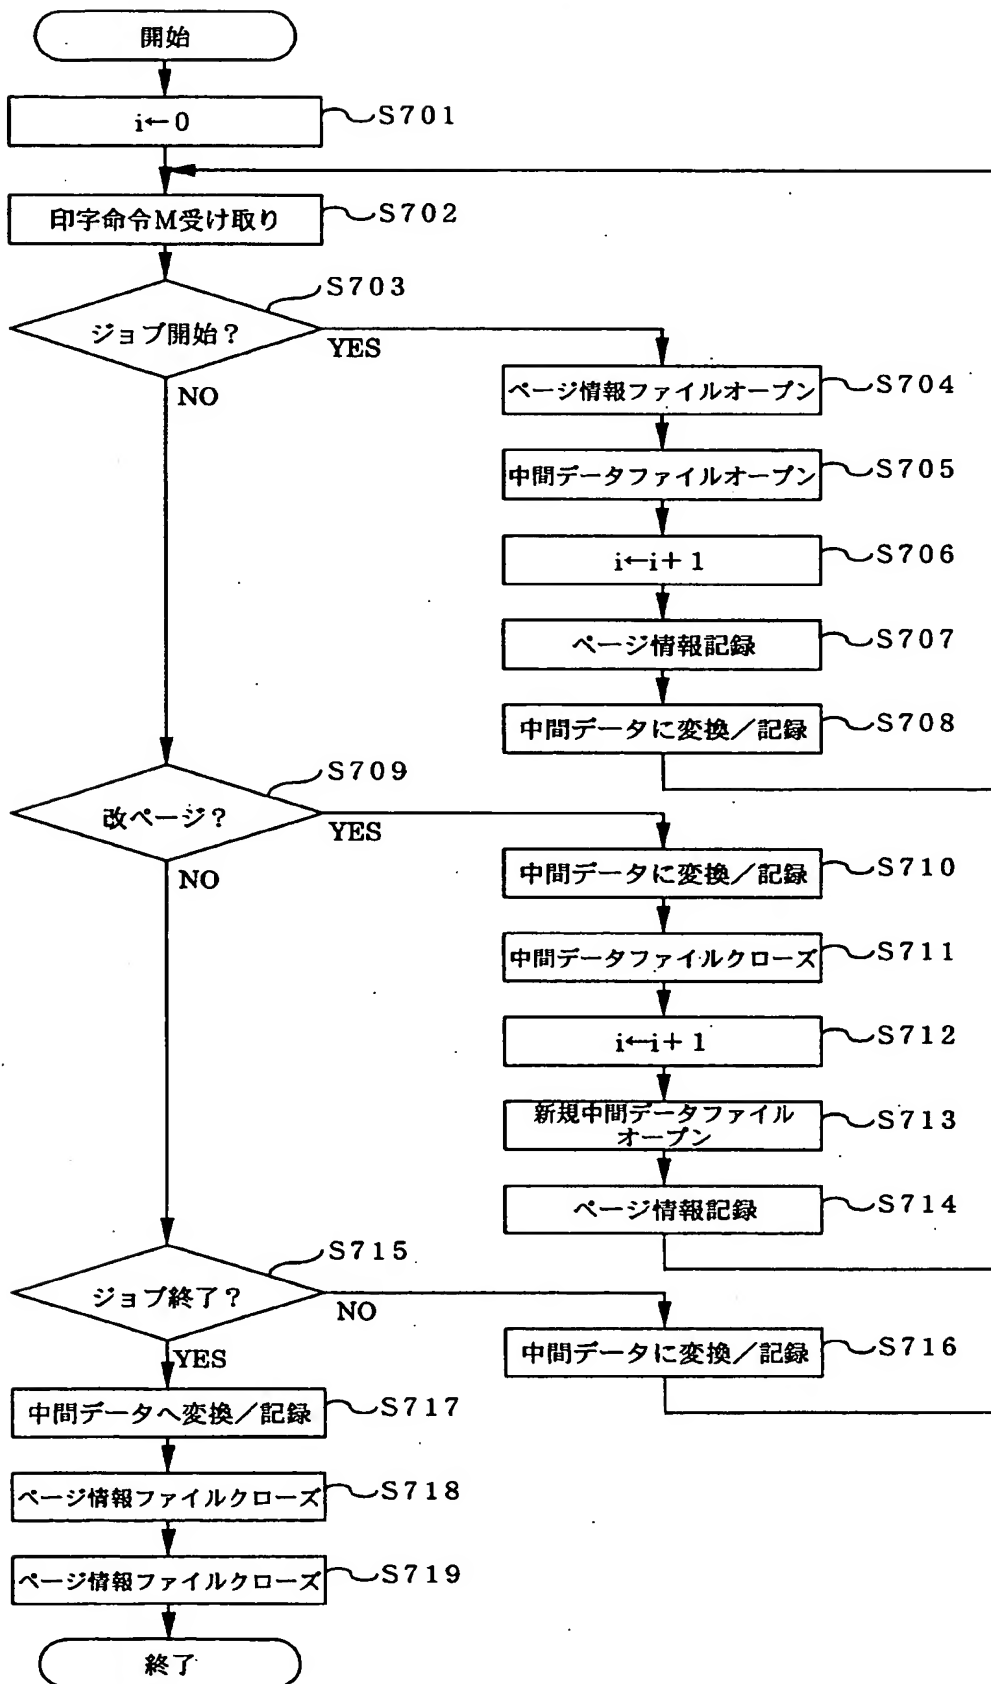 開始
i←0
S701
印字命令M受け取り
S702
S703
ジョブ開始?
YES
NO
ページ情報ファイルオープン
S704
中間データファイルオープン
S705
i←i+1
S706
ページ情報記録
S707
中間データに変換/記録
S708
S709
改ページ?
YES
NO
中間データに変換/記録
S710
中間データファイルクローズ
S711
i←i+1
S712
新規中間データファイル
オープン
S713
ページ情報記録
S714
S715
ジョブ終了?
NO
YES
中間データに変換/記録
S716
中間データへ変換/記録
S717
ページ情報ファイルクローズ
S718
ページ情報ファイルクローズ
S719
終了